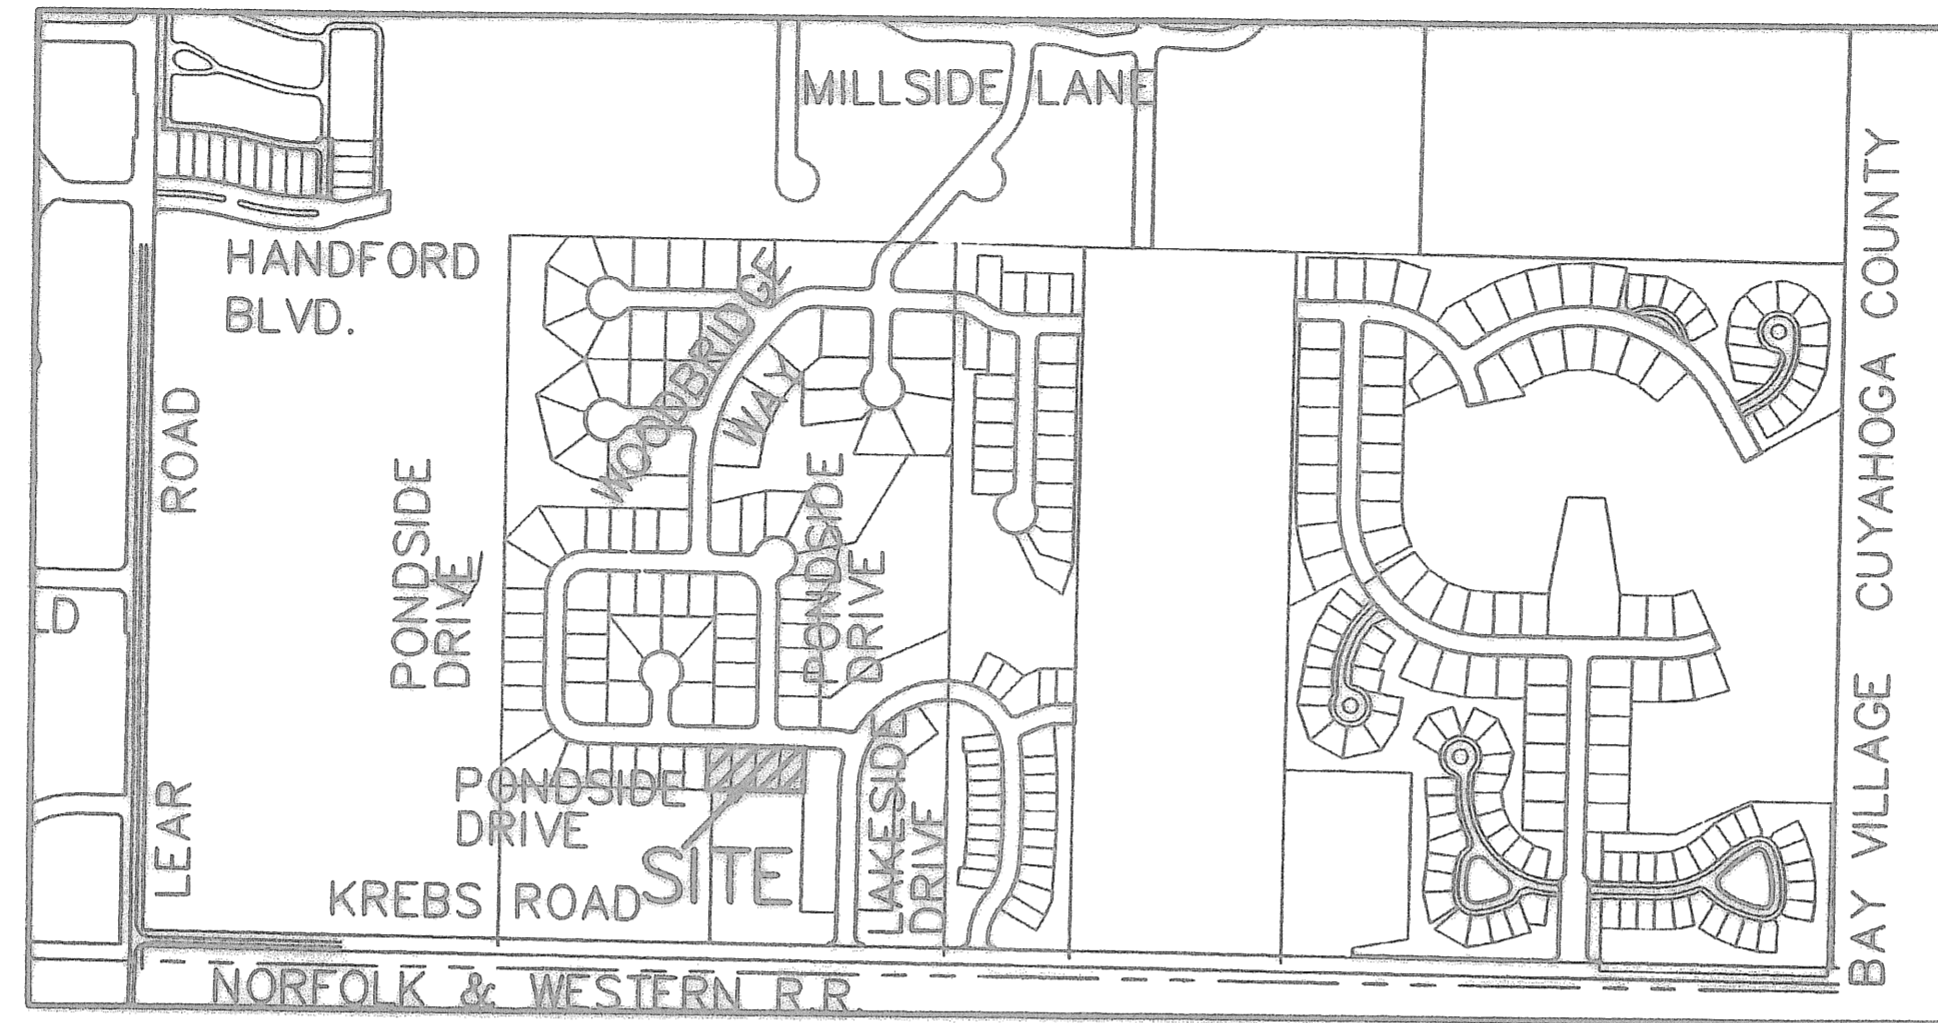 MILLSIDE LANE
HANDFORD
BLVD.
WOODBRIDGE
WAY
LEAR ROAD
PONDSIDE
DRIVE
PONDSIDE
DRIVE
LD
PONDSIDE
DRIVE
SITE
LAKESIDE
DRIVE
KREBS ROAD
NORFOLK & WESTERN R.R.
BAY VILLAGE CUYAHOGA COUNTY